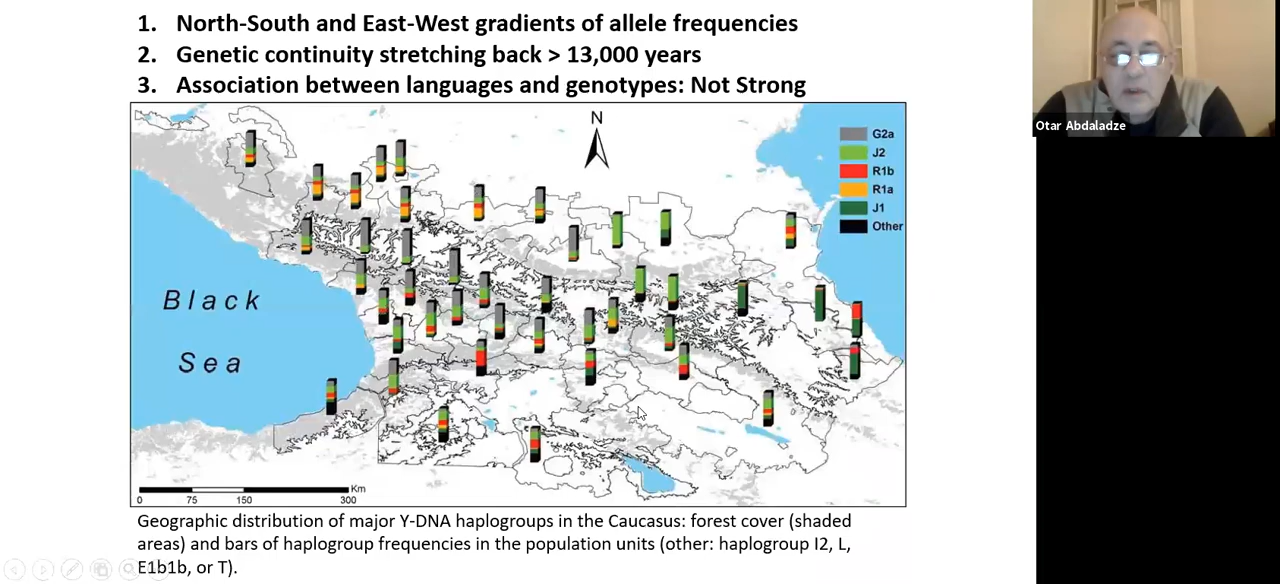 1. North-South and East-West gradients of allele frequencies
2. Genetic continuity stretching back > 13,000 years
3. Association between languages and genotypes: Not Strong
Otar Abdaladze
N
G2a
J2
R1b
R1a
J1
Other
Black
Sea
Km
0 75 150 300
Geographic distribution of major Y-DNA haplogroups in the Caucasus: forest cover (shaded
areas) and bars of haplogroup frequencies in the population units (other: haplogroup I2, L,
E1b1b, or T).